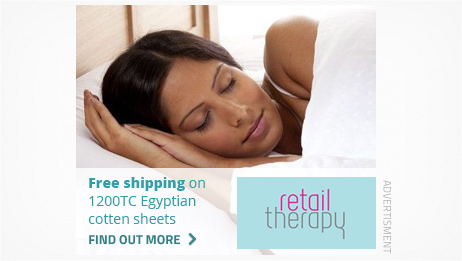 Free shipping on
1200TC Egyptian
cotten sheets
FIND OUT MORE
retail
therapy
ADVERTISMENT